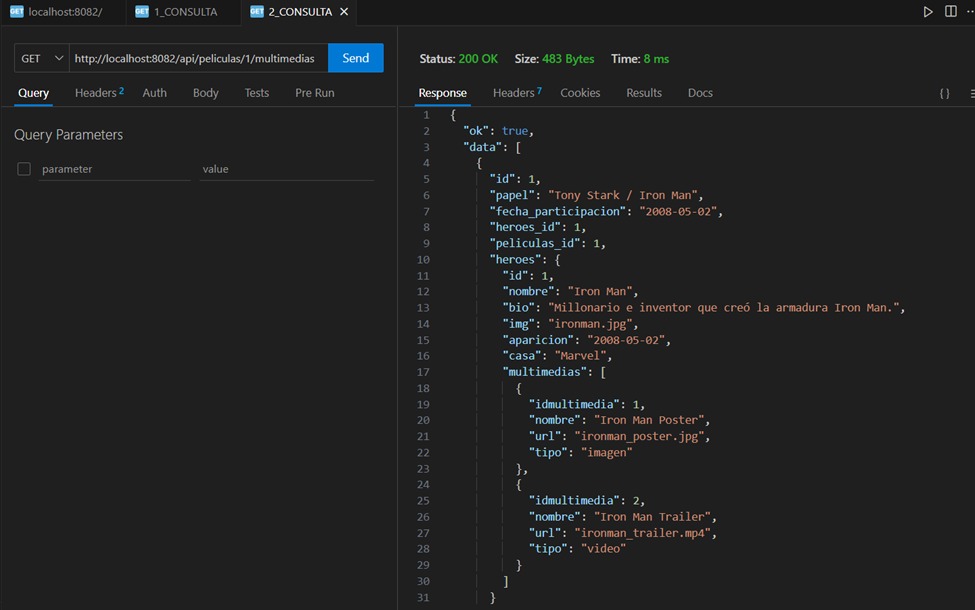 GET localhost:8082/
GET 1_CONSULTA
GET 2_CONSULTA
GET
http://localhost:8082/api/peliculas/1/multimedias
Send
Query
Headers 2
Auth
Body
Tests
Pre Run
Query Parameters
parameter
value
Status: 200 OK
Size: 483 Bytes
Time: 8 ms
Response
Headers 7
Cookies
Results
Docs
{ }
1 {
2 "ok": true,
3 "data": [
4 {
5 "id": 1,
6 "papel": "Tony Stark / Iron Man",
7 "fecha_participacion": "2008-05-02",
8 "heroes_id": 1,
9 "peliculas_id": 1,
10 "heroes": {
11 "id": 1,
12 "nombre": "Iron Man",
13 "bio": "Millonario e inventor que creó la armadura Iron Man.",
14 "img": "ironman.jpg",
15 "aparicion": "2008-05-02",
16 "casa": "Marvel",
17 "multimedias": [
18 {
19 "idmultimedia": 1,
20 "nombre": "Iron Man Poster",
21 "url": "ironman_poster.jpg",
22 "tipo": "imagen"
23 },
24 {
25 "idmultimedia": 2,
26 "nombre": "Iron Man Trailer",
27 "url": "ironman_trailer.mp4",
28 "tipo": "video"
29 }
30 ]
31 }